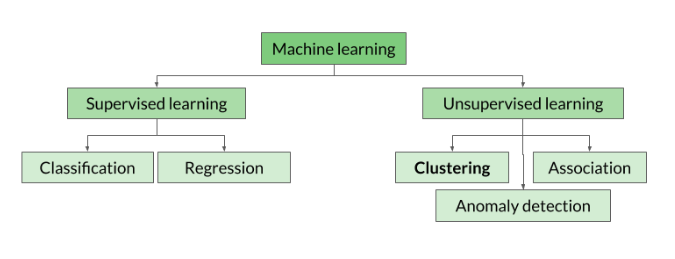 Machine learning
Supervised learning
Unsupervised learning
Classification
Regression
Clustering
Association
Anomaly detection